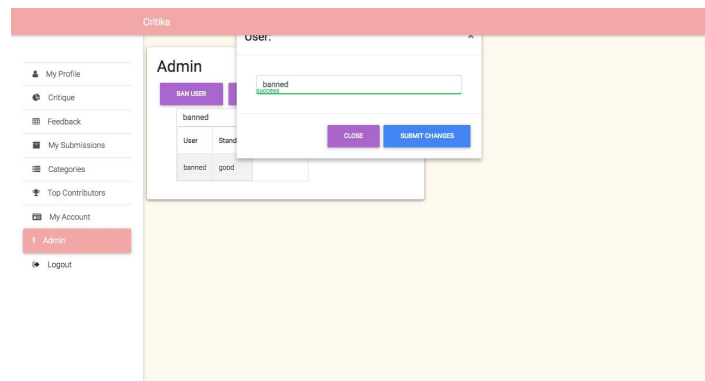 Critika
My Profile
Critique
Feedback
My Submissions
Categories
Top Contributors
My Account
! Admin
Logout
Admin
BAN USER
banned
User Stand
banned good
User:
banned
success
CLOSE SUBMIT CHANGES